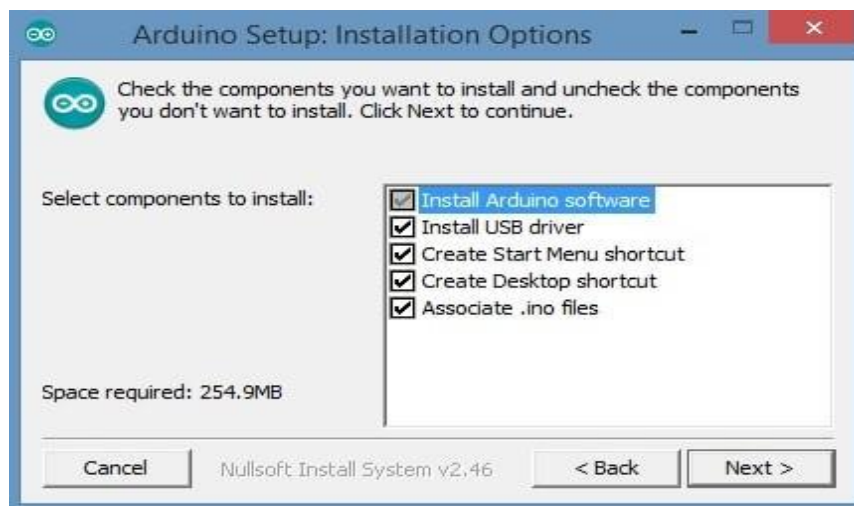 Arduino Setup: Installation Options
Check the components you want to install and uncheck the components
you don't want to install. Click Next to continue.
Select components to install:
Install Arduino software
Install USB driver
Create Start Menu shortcut
Create Desktop shortcut
Associate .ino files
Space required: 254.9MB
Cancel
Nullsoft Install System v2.46
< Back
Next >